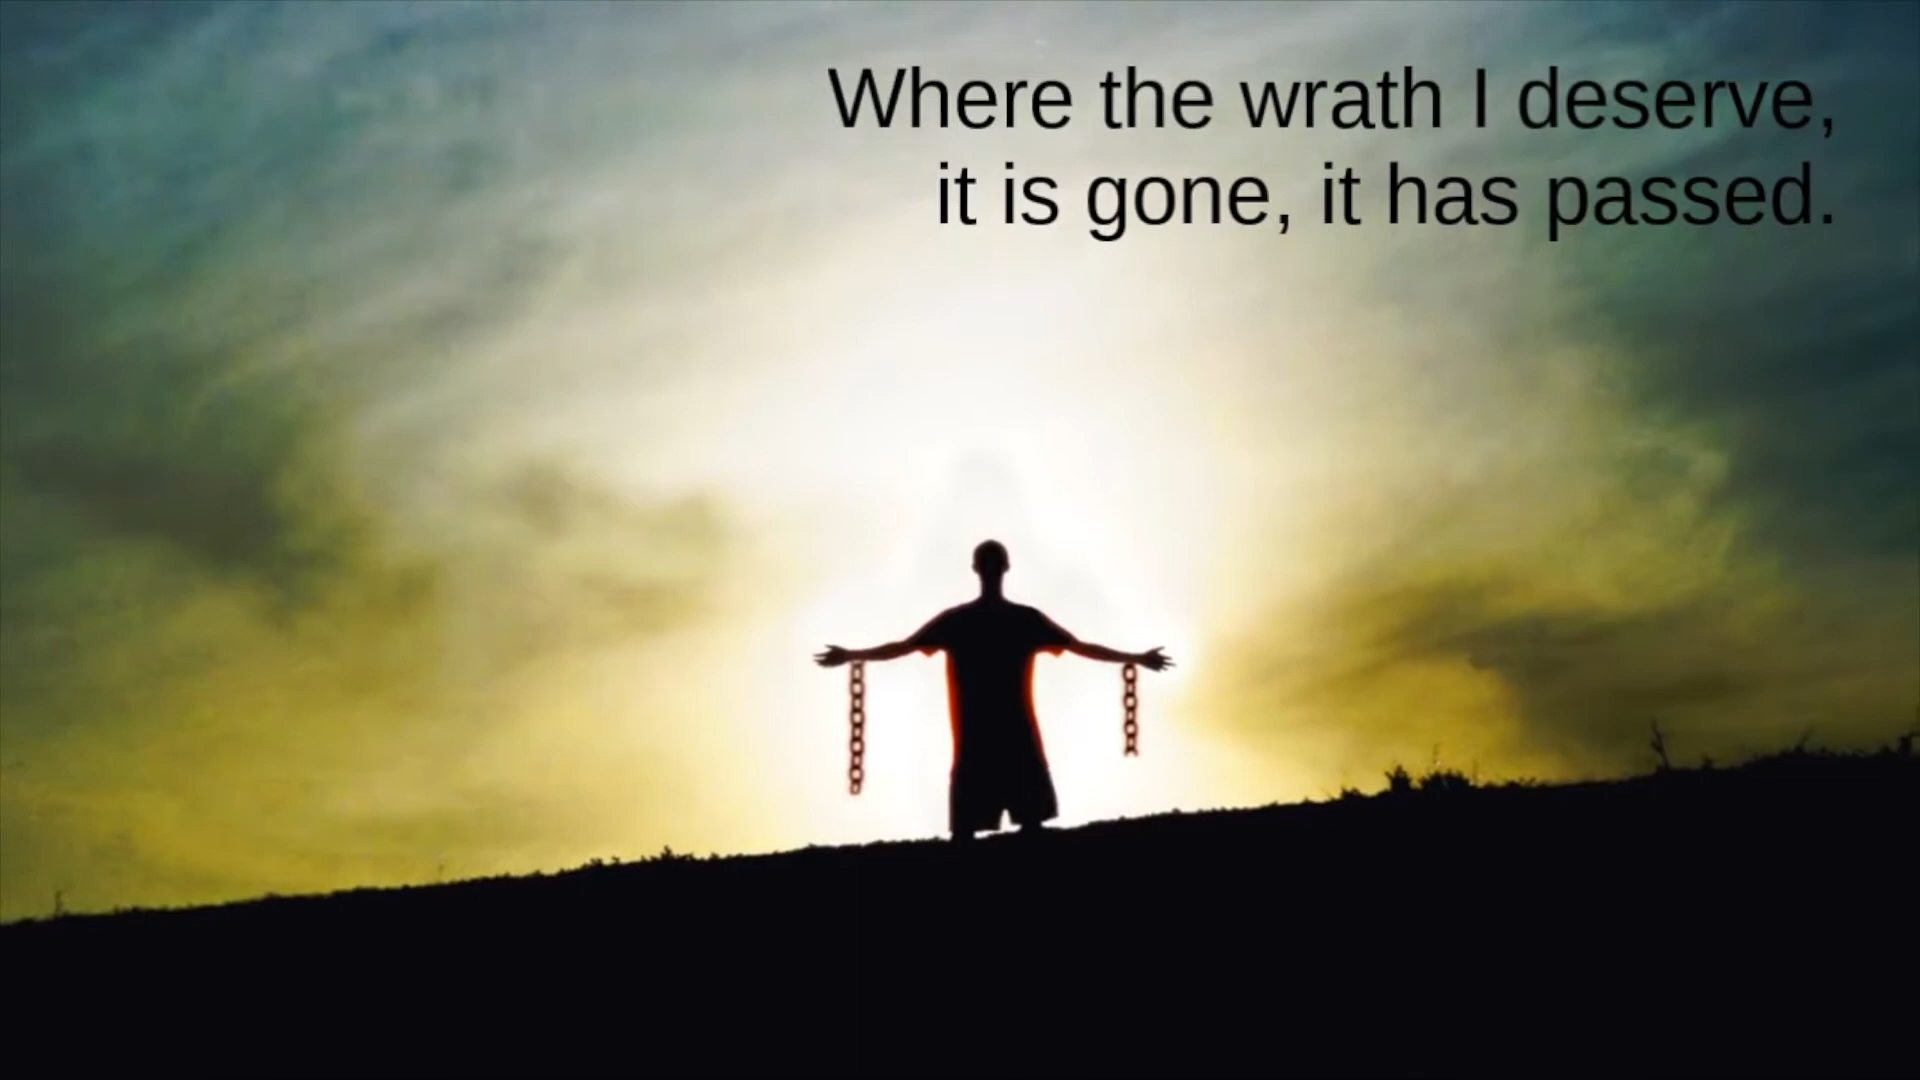 Where the wrath I deserve,
it is gone, it has passed.